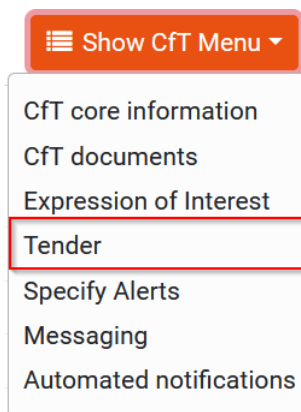 Show CfT Menu
CfT core information
CfT documents
Expression of Interest
Tender
Specify Alerts
Messaging
Automated notifications